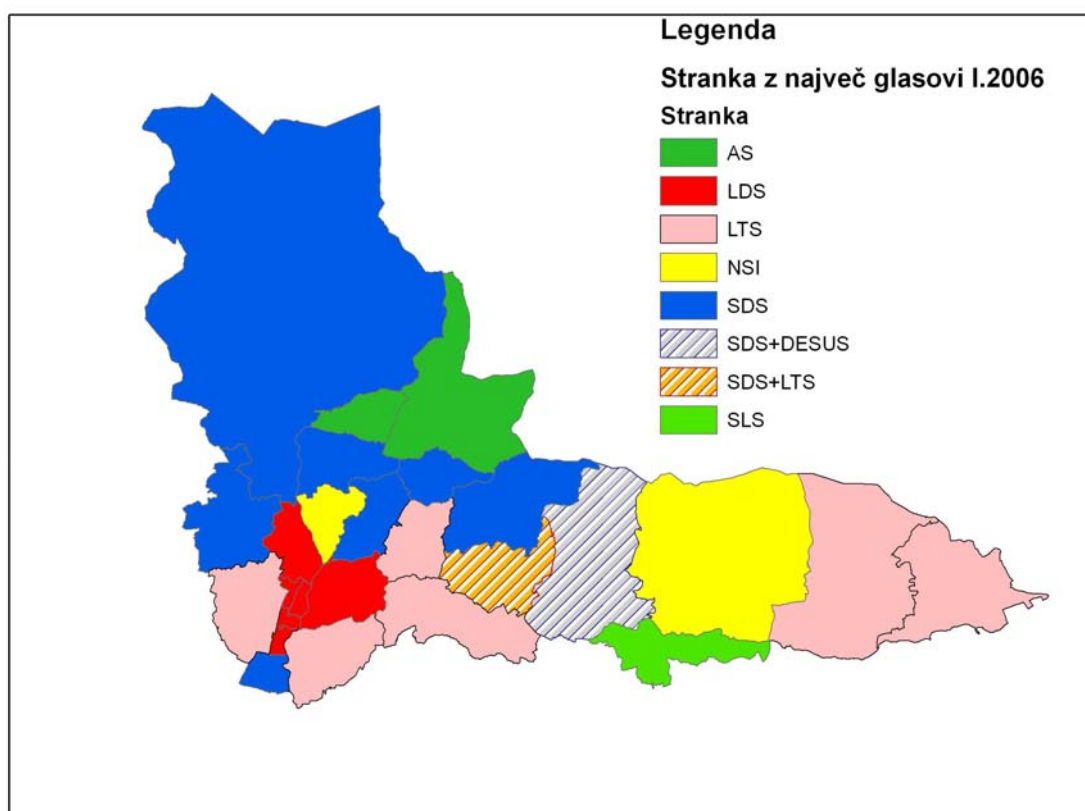 Legenda
Stranka z največ glasovi l.2006
Stranka
AS
LDS
LTS
NSI
SDS
SDS+DESUS
SDS+LTS
SLS